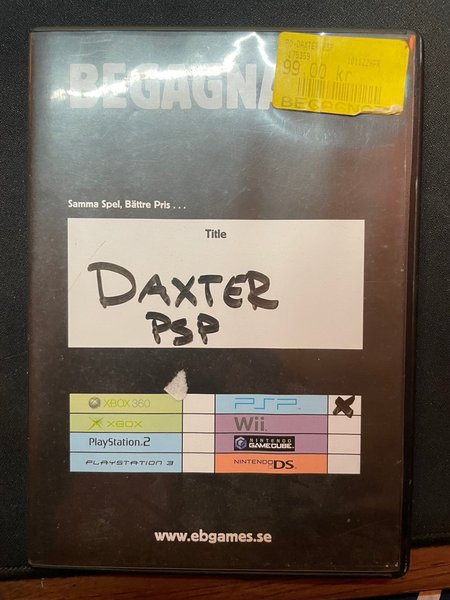 BEGAGNA
99.00 kr
BEGAGNAT
Samma Spel, Bättre Pris . . .
Title
DAXTER
PSP
XBOX 360
PSP
X
XBOX
Wii
PlayStation.2
NINTENDO GAMECUBE
PLAYSTATION 3
NINTENDO DS
www.ebgames.se